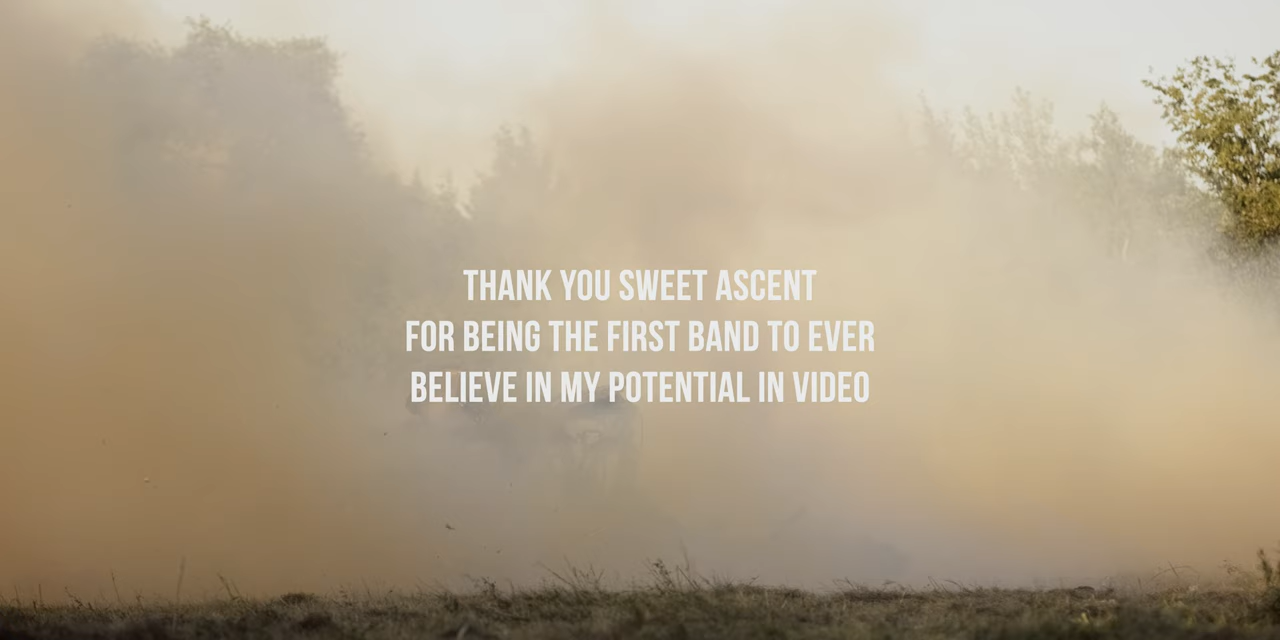 THANK YOU SWEET ASCENT
FOR BEING THE FIRST BAND TO EVER
BELIEVE IN MY POTENTIAL IN VIDEO